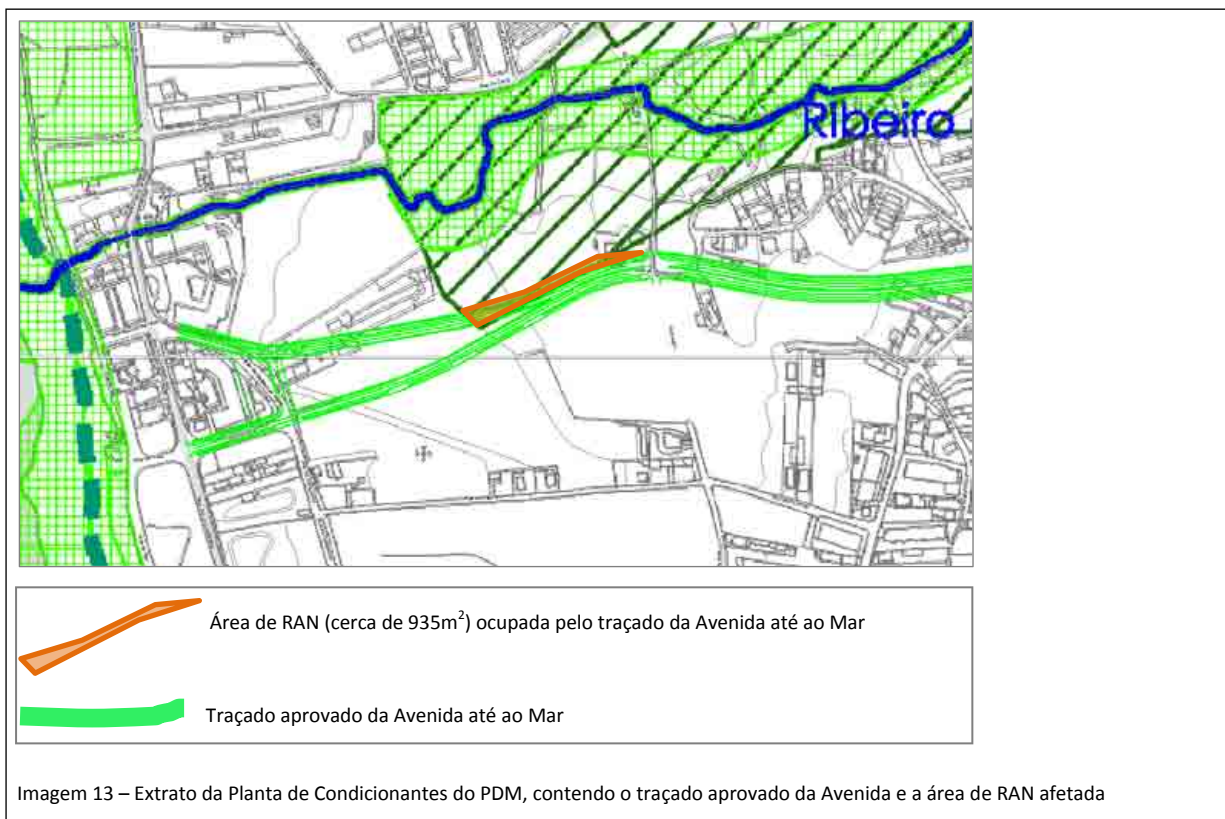 Ribeiro
Área de RAN (cerca de 935m²) ocupada pelo traçado da Avenida até ao Mar
Traçado aprovado da Avenida até ao Mar
Imagem 13 – Extrato da Planta de Condicionantes do PDM, contendo o traçado aprovado da Avenida e a área de RAN afetada